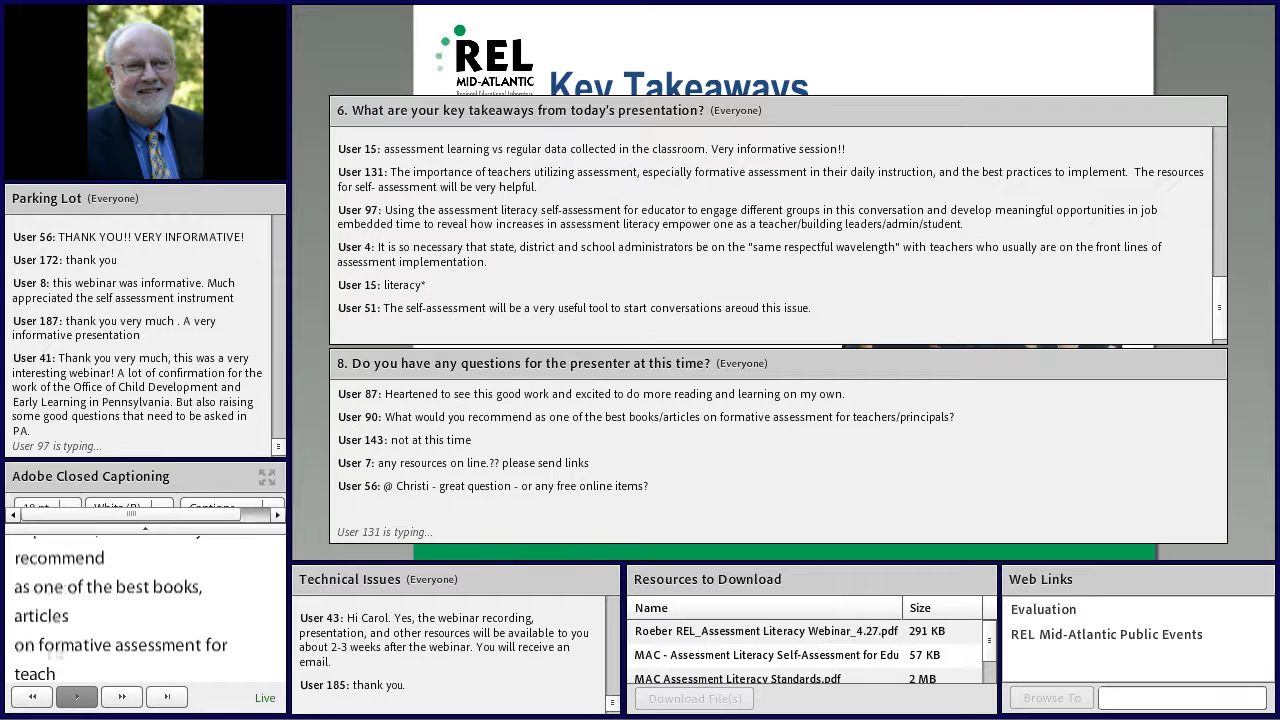 REL
MID-ATLANTIC
Regional Educational Laboratory
Key Takeaways
6. What are your key takeaways from today's presentation? (Everyone)
User 15: assessment learning vs regular data collected in the classroom. Very informative session!!
User 131: The importance of teachers utilizing assessment, especially formative assessment in their daily instruction, and the best practices to implement. The resources
for self- assessment will be very helpful.
User 97: Using the assessment literacy self-assessment for educator to engage different groups in this conversation and develop meaningful opportunities in job
embedded time to reveal how increases in assessment literacy empower one as a teacher/building leaders/admin/student.
User 4: It is so necessary that state, district and school administrators be on the "same respectful wavelength" with teachers who usually are on the front lines of
assessment implementation.
User 15: literacy*
User 51: The self-assessment will be a very useful tool to start conversations areoud this issue.
8. Do you have any questions for the presenter at this time? (Everyone)
User 87: Heartened to see this good work and excited to do more reading and learning on my own.
User 90: What would you recommend as one of the best books/articles on formative assessment for teachers/principals?
User 143: not at this time
User 7: any resources on line.?? please send links
User 56: @ Christi - great question - or any free online items?
User 131 is typing...
Parking Lot (Everyone)
User 56: THANK YOU!! VERY INFORMATIVE!
User 172: thank you
User 8: this webinar was informative. Much
appreciated the self assessment instrument
User 187: thank you very much . A very
informative presentation
User 41: Thank you very much, this was a very
interesting webinar! A lot of confirmation for the
work of the Office of Child Development and
Early Learning in Pennsylvania. But also raising
some good questions that need to be asked in
PA.
User 97 is typing...
Adobe Closed Captioning
18 pt White (B) Captions
recommend
as one of the best books,
articles
on formative assessment for
teach
Live
Technical Issues (Everyone)
User 43: Hi Carol. Yes, the webinar recording,
presentation, and other resources will be available to you
about 2-3 weeks after the webinar. You will receive an
email.
User 185: thank you.
Resources to Download
Name Size
Roeber REL_Assessment Literacy Webinar_4.27.pdf 291 KB
MAC - Assessment Literacy Self-Assessment for Edu 57 KB
MAC Assessment Literacy Standards.pdf 2 MB
Download File(s)
Web Links
Evaluation
REL Mid-Atlantic Public Events
Browse To